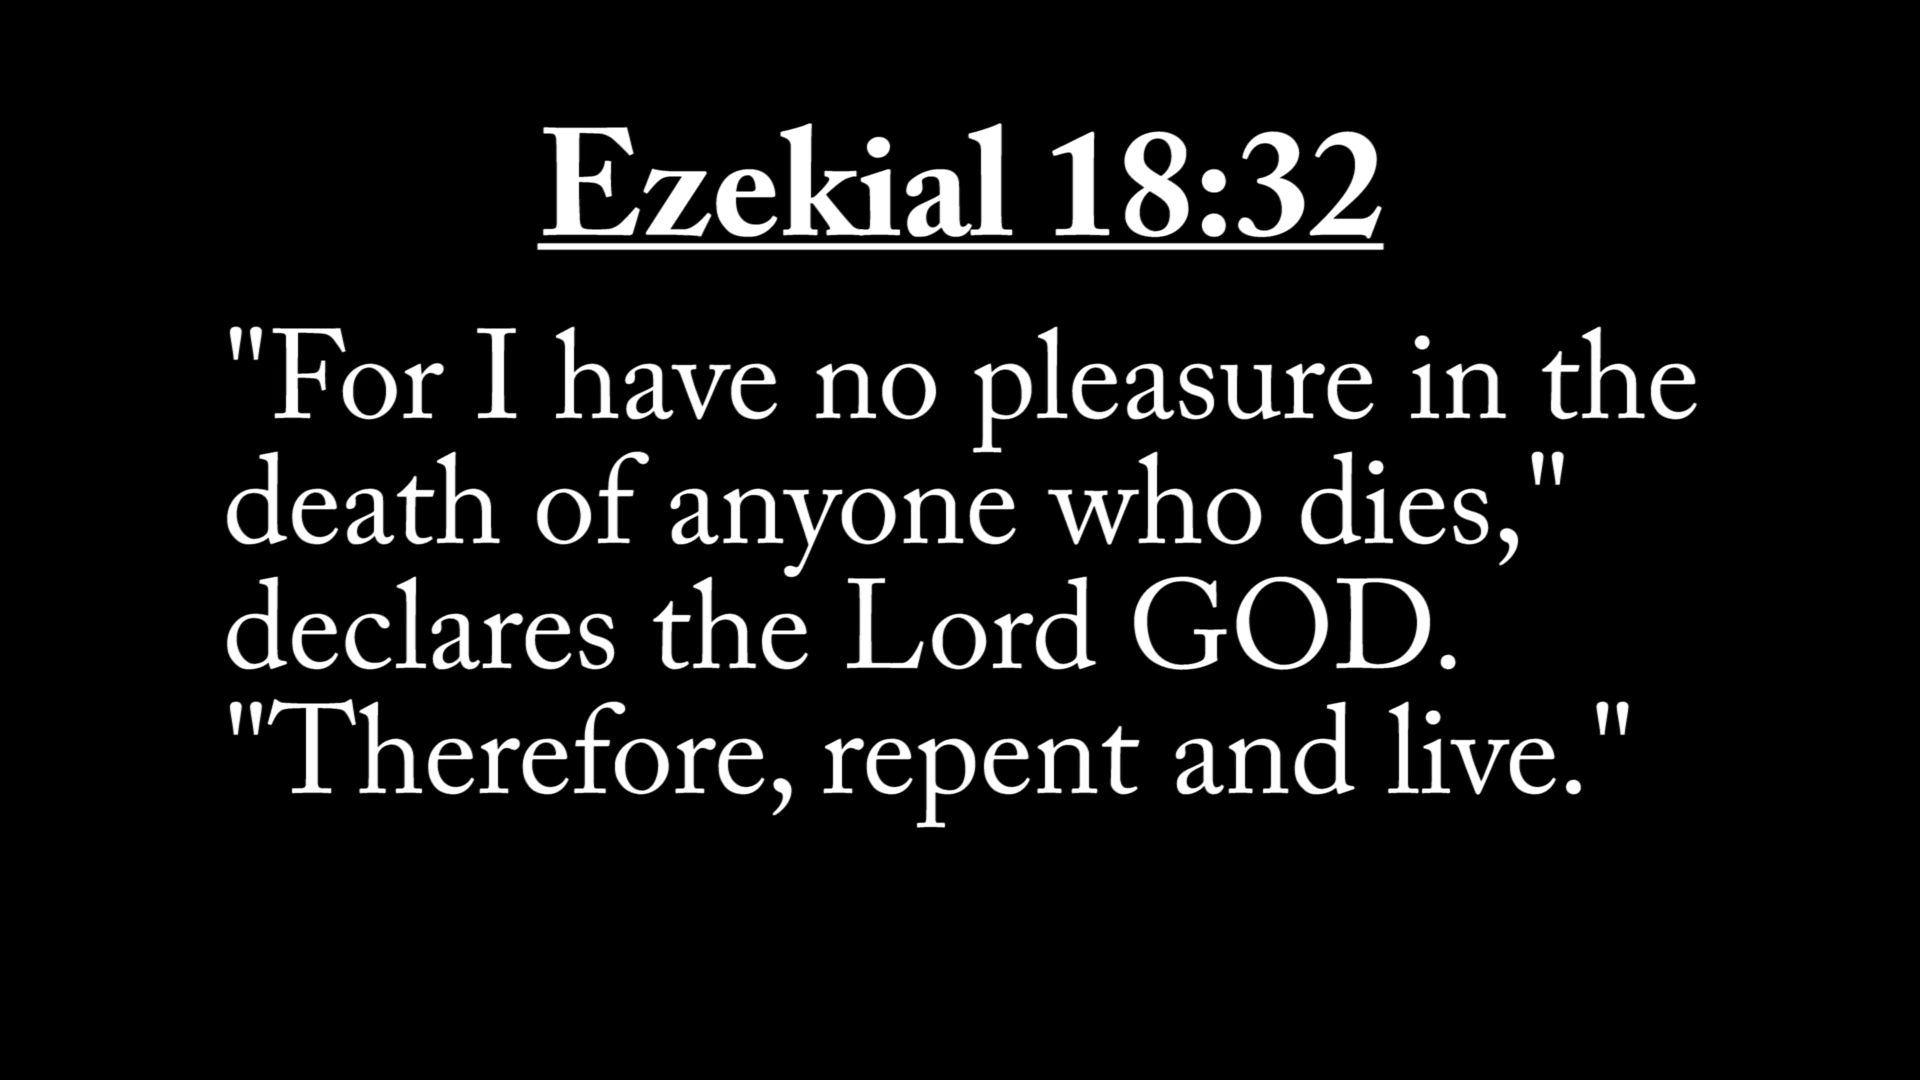 Ezekial 18:32
"For I have no pleasure in the
death of anyone who dies,"
declares the Lord GOD.
"Therefore, repent and live."